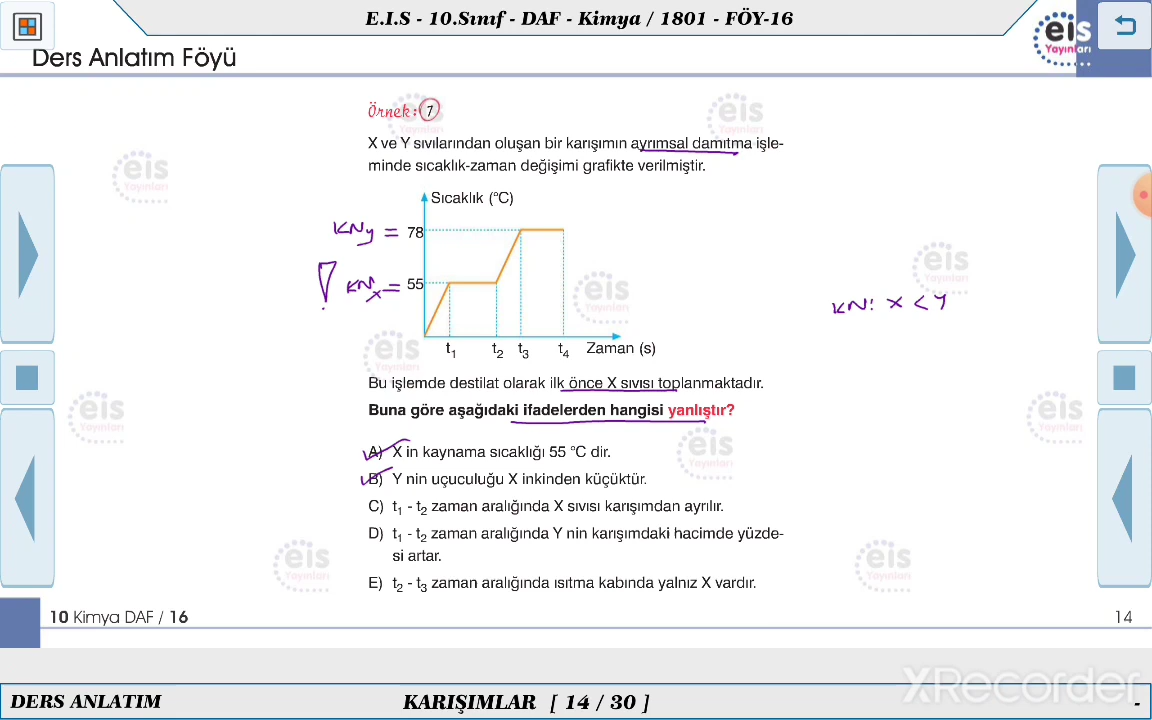 E.I.S - 10.Sınıf - DAF - Kimya / 1801 - FÖY-16
eis
Yayınları
Ders Anlatım Föyü
Örnek: 7
X ve Y sıvılarından oluşan bir karışımın ayrımsal damıtma işle-
minde sıcaklık-zaman değişimi grafikte verilmiştir.
Sıcaklık (°C)
KNy = 78
KNx = 55
KN: X < Y
t1 t2 t3 t4 Zaman (s)
Bu işlemde destilat olarak ilk önce X sıvısı toplanmaktadır.
Buna göre aşağıdaki ifadelerden hangisi yanlıştır?
A) X in kaynama sıcaklığı 55 °C dir.
B) Y nin uçuculuğu X inkinden küçüktür.
C) t1 - t2 zaman aralığında X sıvısı karışımdan ayrılır.
D) t1 - t2 zaman aralığında Y nin karışımdaki hacimde yüzde-
si artar.
E) t2 - t3 zaman aralığında ısıtma kabında yalnız X vardır.
10 Kimya DAF / 16
14
XRecorder
DERS ANLATIM
KARIŞIMLAR [ 14 / 30 ]
-